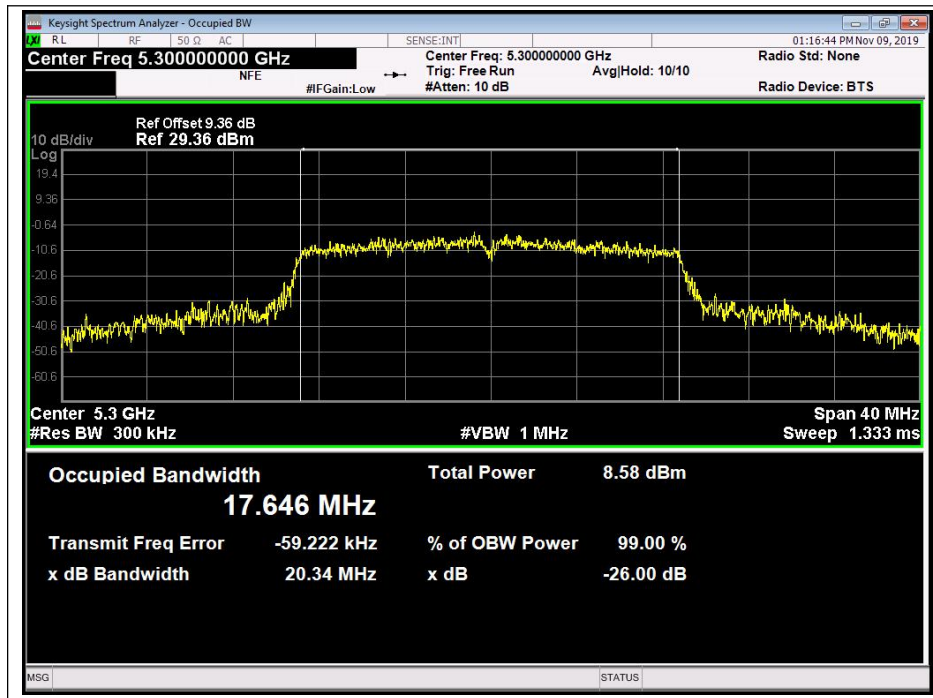 Keysight Spectrum Analyzer - Occupied BW
LXI RL RF 50 Ω AC SENSE:INT 01:16:44 PM Nov 09, 2019
Center Freq 5.300000000 GHz Center Freq: 5.300000000 GHz Radio Std: None
NFE Trig: Free Run Avg|Hold: 10/10
#IFGain:Low #Atten: 10 dB Radio Device: BTS
Ref Offset 9.36 dB
10 dB/div Ref 29.36 dBm
Log
19.4
9.36
-0.64
-10.6
-20.6
-30.6
-40.6
-50.6
-60.6
Center 5.3 GHz Span 40 MHz
#Res BW 300 kHz #VBW 1 MHz Sweep 1.333 ms
Occupied Bandwidth Total Power 8.58 dBm
17.646 MHz
Transmit Freq Error -59.222 kHz % of OBW Power 99.00 %
x dB Bandwidth 20.34 MHz x dB -26.00 dB
MSG STATUS